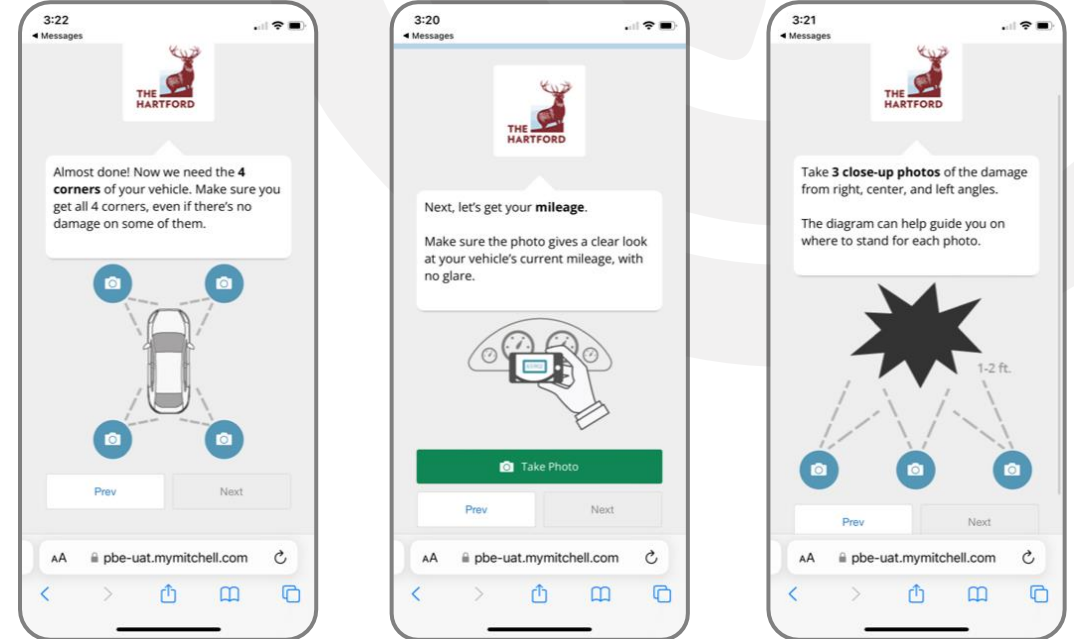 3:22
Messages
THE
HARTFORD
Almost done! Now we need the 4
corners of your vehicle. Make sure you
get all 4 corners, even if there's no
damage on some of them.
Prev
Next
AA
pbe-uat.mymitchell.com
3:20
Messages
THE
HARTFORD
Next, let's get your mileage.
Make sure the photo gives a clear look
at your vehicle's current mileage, with
no glare.
Take Photo
Prev
Next
AA
pbe-uat.mymitchell.com
3:21
Messages
THE
HARTFORD
Take 3 close-up photos of the damage
from right, center, and left angles.
The diagram can help guide you on
where to stand for each photo.
1-2 ft.
Prev
Next
AA
pbe-uat.mymitchell.com